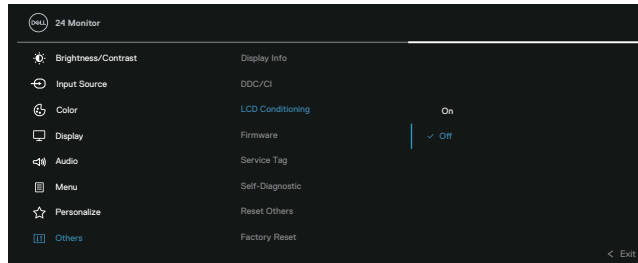 DELL 24 Monitor
Brightness/Contrast Display Info
Input Source DDC/CI
Color LCD Conditioning On
Display Firmware ✓ Off
Audio Service Tag
Menu Self-Diagnostic
Personalize Reset Others
Others Factory Reset
< Exit